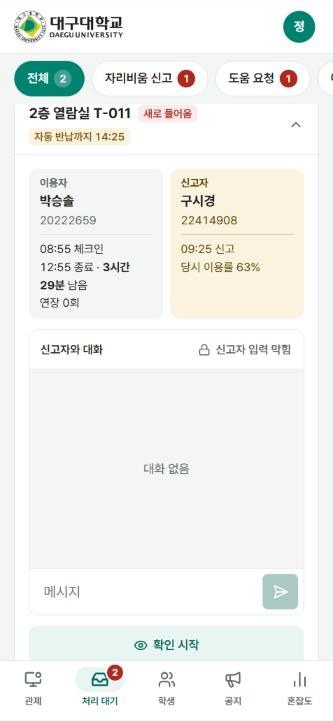 대구대학교
DAEGU UNIVERSITY
정
전체 2
자리비움 신고 1
도움 요청 1
2층 열람실 T-011 새로 들어옴
자동 반납까지 14:25
이용자
박승솔
20222659
08:55 체크인
12:55 종료 · 3시간
29분 남음
연장 0회
신고자
구시경
22414908
09:25 신고
당시 이용률 63%
신고자와 대화
신고자 입력 막힘
대화 없음
메시지
확인 시작
2
관제
처리 대기
학생
공지
혼잡도